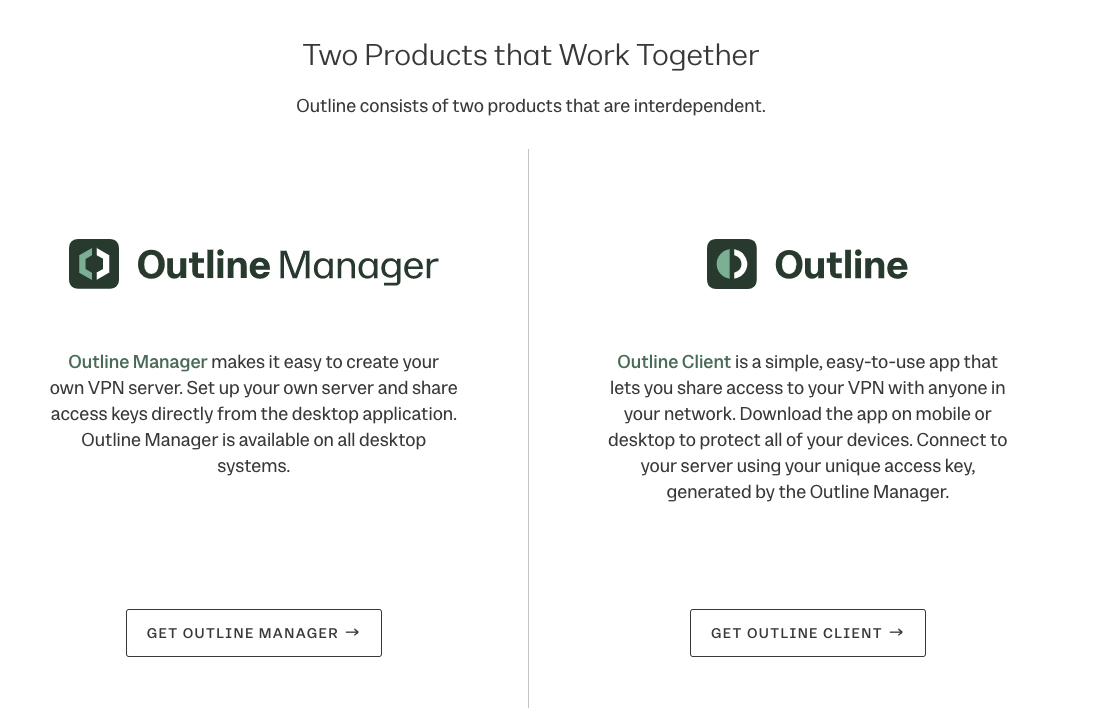 Two Products that Work Together
Outline consists of two products that are interdependent.
Outline Manager
Outline Manager makes it easy to create your
own VPN server. Set up your own server and share
access keys directly from the desktop application.
Outline Manager is available on all desktop
systems.
GET OUTLINE MANAGER →
Outline
Outline Client is a simple, easy-to-use app that
lets you share access to your VPN with anyone in
your network. Download the app on mobile or
desktop to protect all of your devices. Connect to
your server using your unique access key,
generated by the Outline Manager.
GET OUTLINE CLIENT →